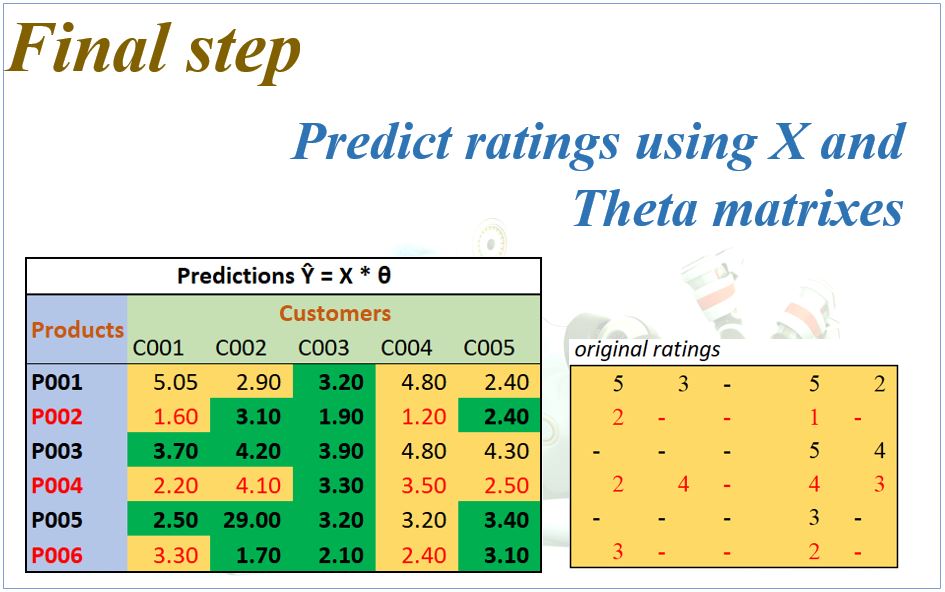 Final step
Predict ratings using X and
Theta matrixes
Predictions Ŷ = X * θ
Products
Customers
C001 C002 C003 C004 C005
P001 5.05 2.90 3.20 4.80 2.40
P002 1.60 3.10 1.90 1.20 2.40
P003 3.70 4.20 3.90 4.80 4.30
P004 2.20 4.10 3.30 3.50 2.50
P005 2.50 29.00 3.20 3.20 3.40
P006 3.30 1.70 2.10 2.40 3.10
original ratings
5 3 - 5 2
2 - - 1 -
- - - 5 4
2 4 - 4 3
- - - 3 -
3 - - 2 -